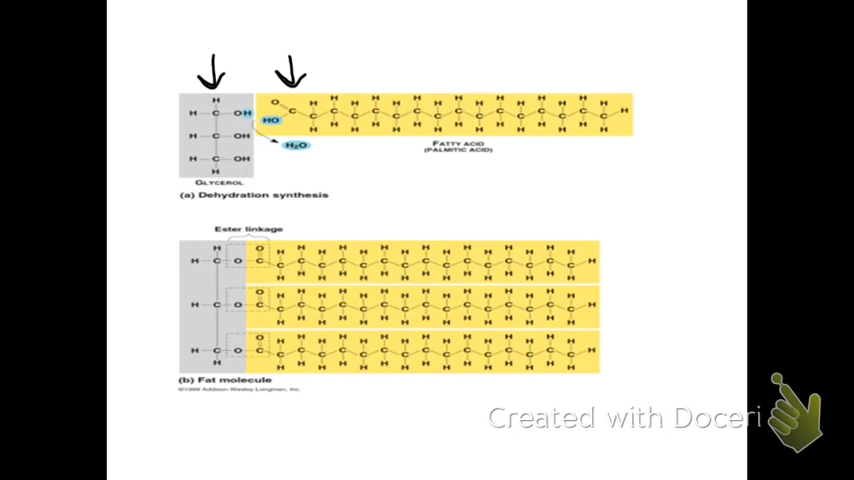 H
H C OH
O
HO
C C C C C C C C C C C C C C C C
H H H H H H H H H H H H H H H
H
H₂O
H C OH
FATTY ACID
(PALMITIC ACID)
H C OH
H
GLYCEROL
(a) Dehydration synthesis
Ester linkage
H O H H H H H H H H H H H H H H
H C O C C C C C C C C C C C C C C C H
H H H H H H H H H H H H H H
O H H H H H H H H H H H H H H
H C O C C C C C C C C C C C C C C C H
H H H H H H H H H H H H H H
O H H H H H H H H H H H H H H
H C O C C C C C C C C C C C C C C C H
H H H H H H H H H H H H H H H
(b) Fat molecule
©1999 Addison Wesley Longman, Inc.
Created with Doceri